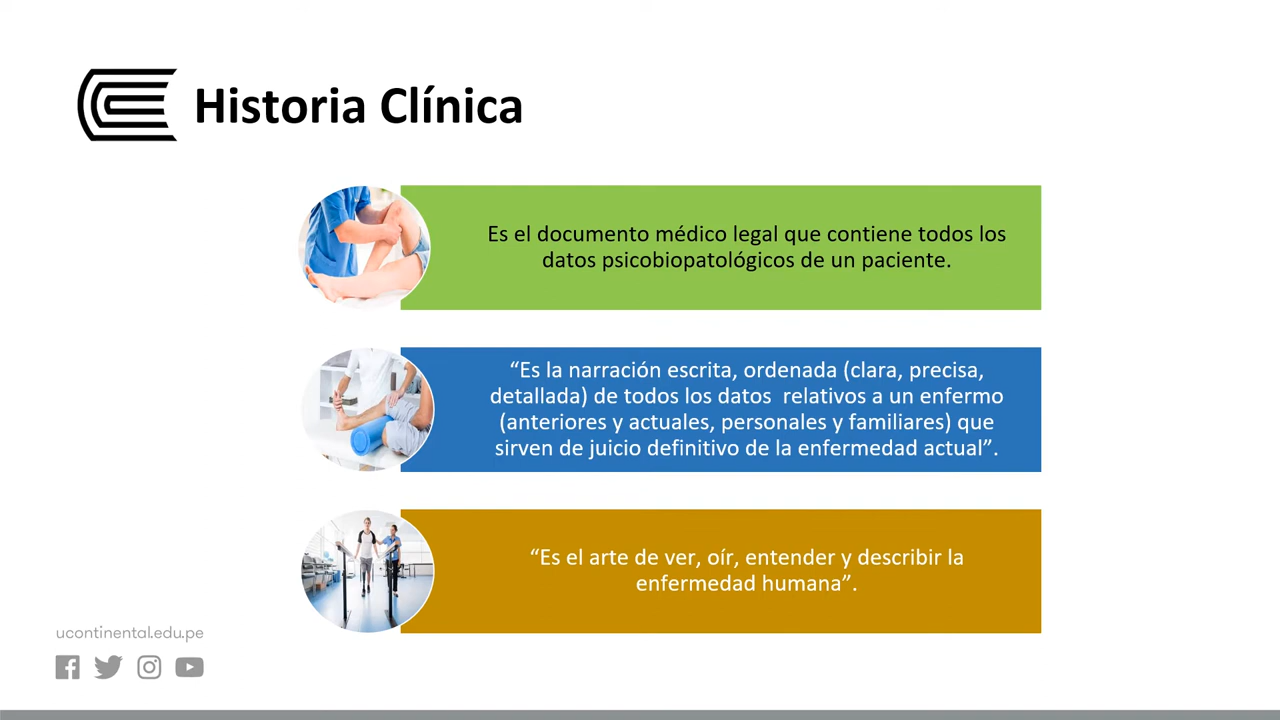 Historia Clínica
Es el documento médico legal que contiene todos los
datos psicobiopatológicos de un paciente.
“Es la narración escrita, ordenada (clara, precisa,
detallada) de todos los datos  relativos a un enfermo
(anteriores y actuales, personales y familiares) que
sirven de juicio definitivo de la enfermedad actual”.
“Es el arte de ver, oír, entender y describir la
enfermedad humana”.
ucontinental.edu.pe